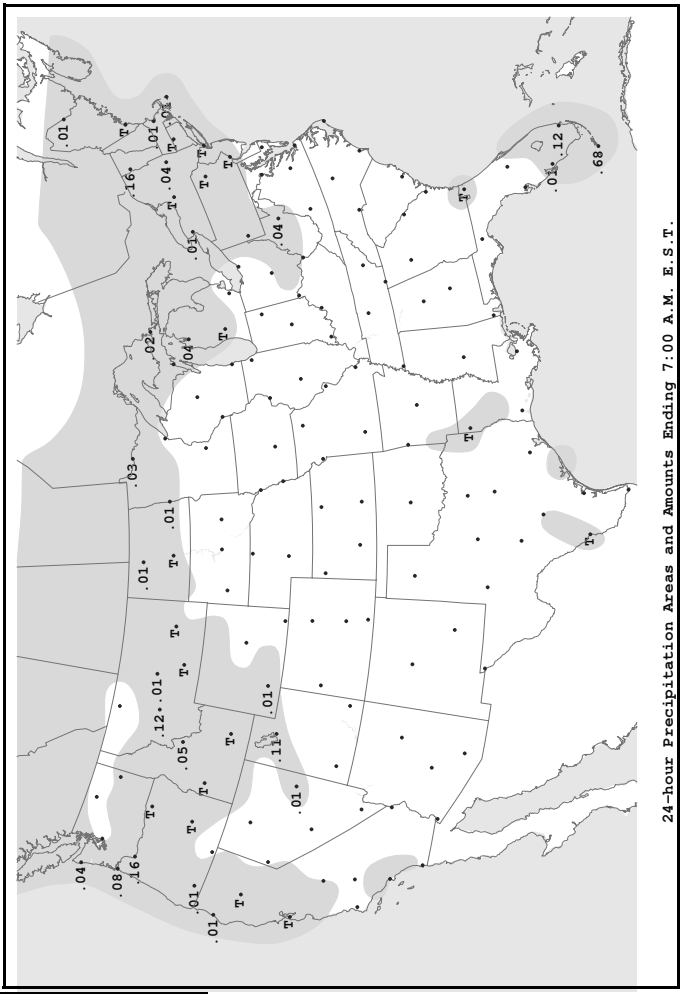 .01
.04
.08
T
.16
.03
.16
.01
.02
T
.01
.01
.12
.04
.01
.01
T
T
T
T
.05
T
.04
T
.01
.01
T
T
T
.01
T
T
T
T
.01
.11
.04
T
.01
T
T
.01
.12
T
.68
24-hour Precipitation Areas and Amounts Ending 7:00 A.M. E.S.T.